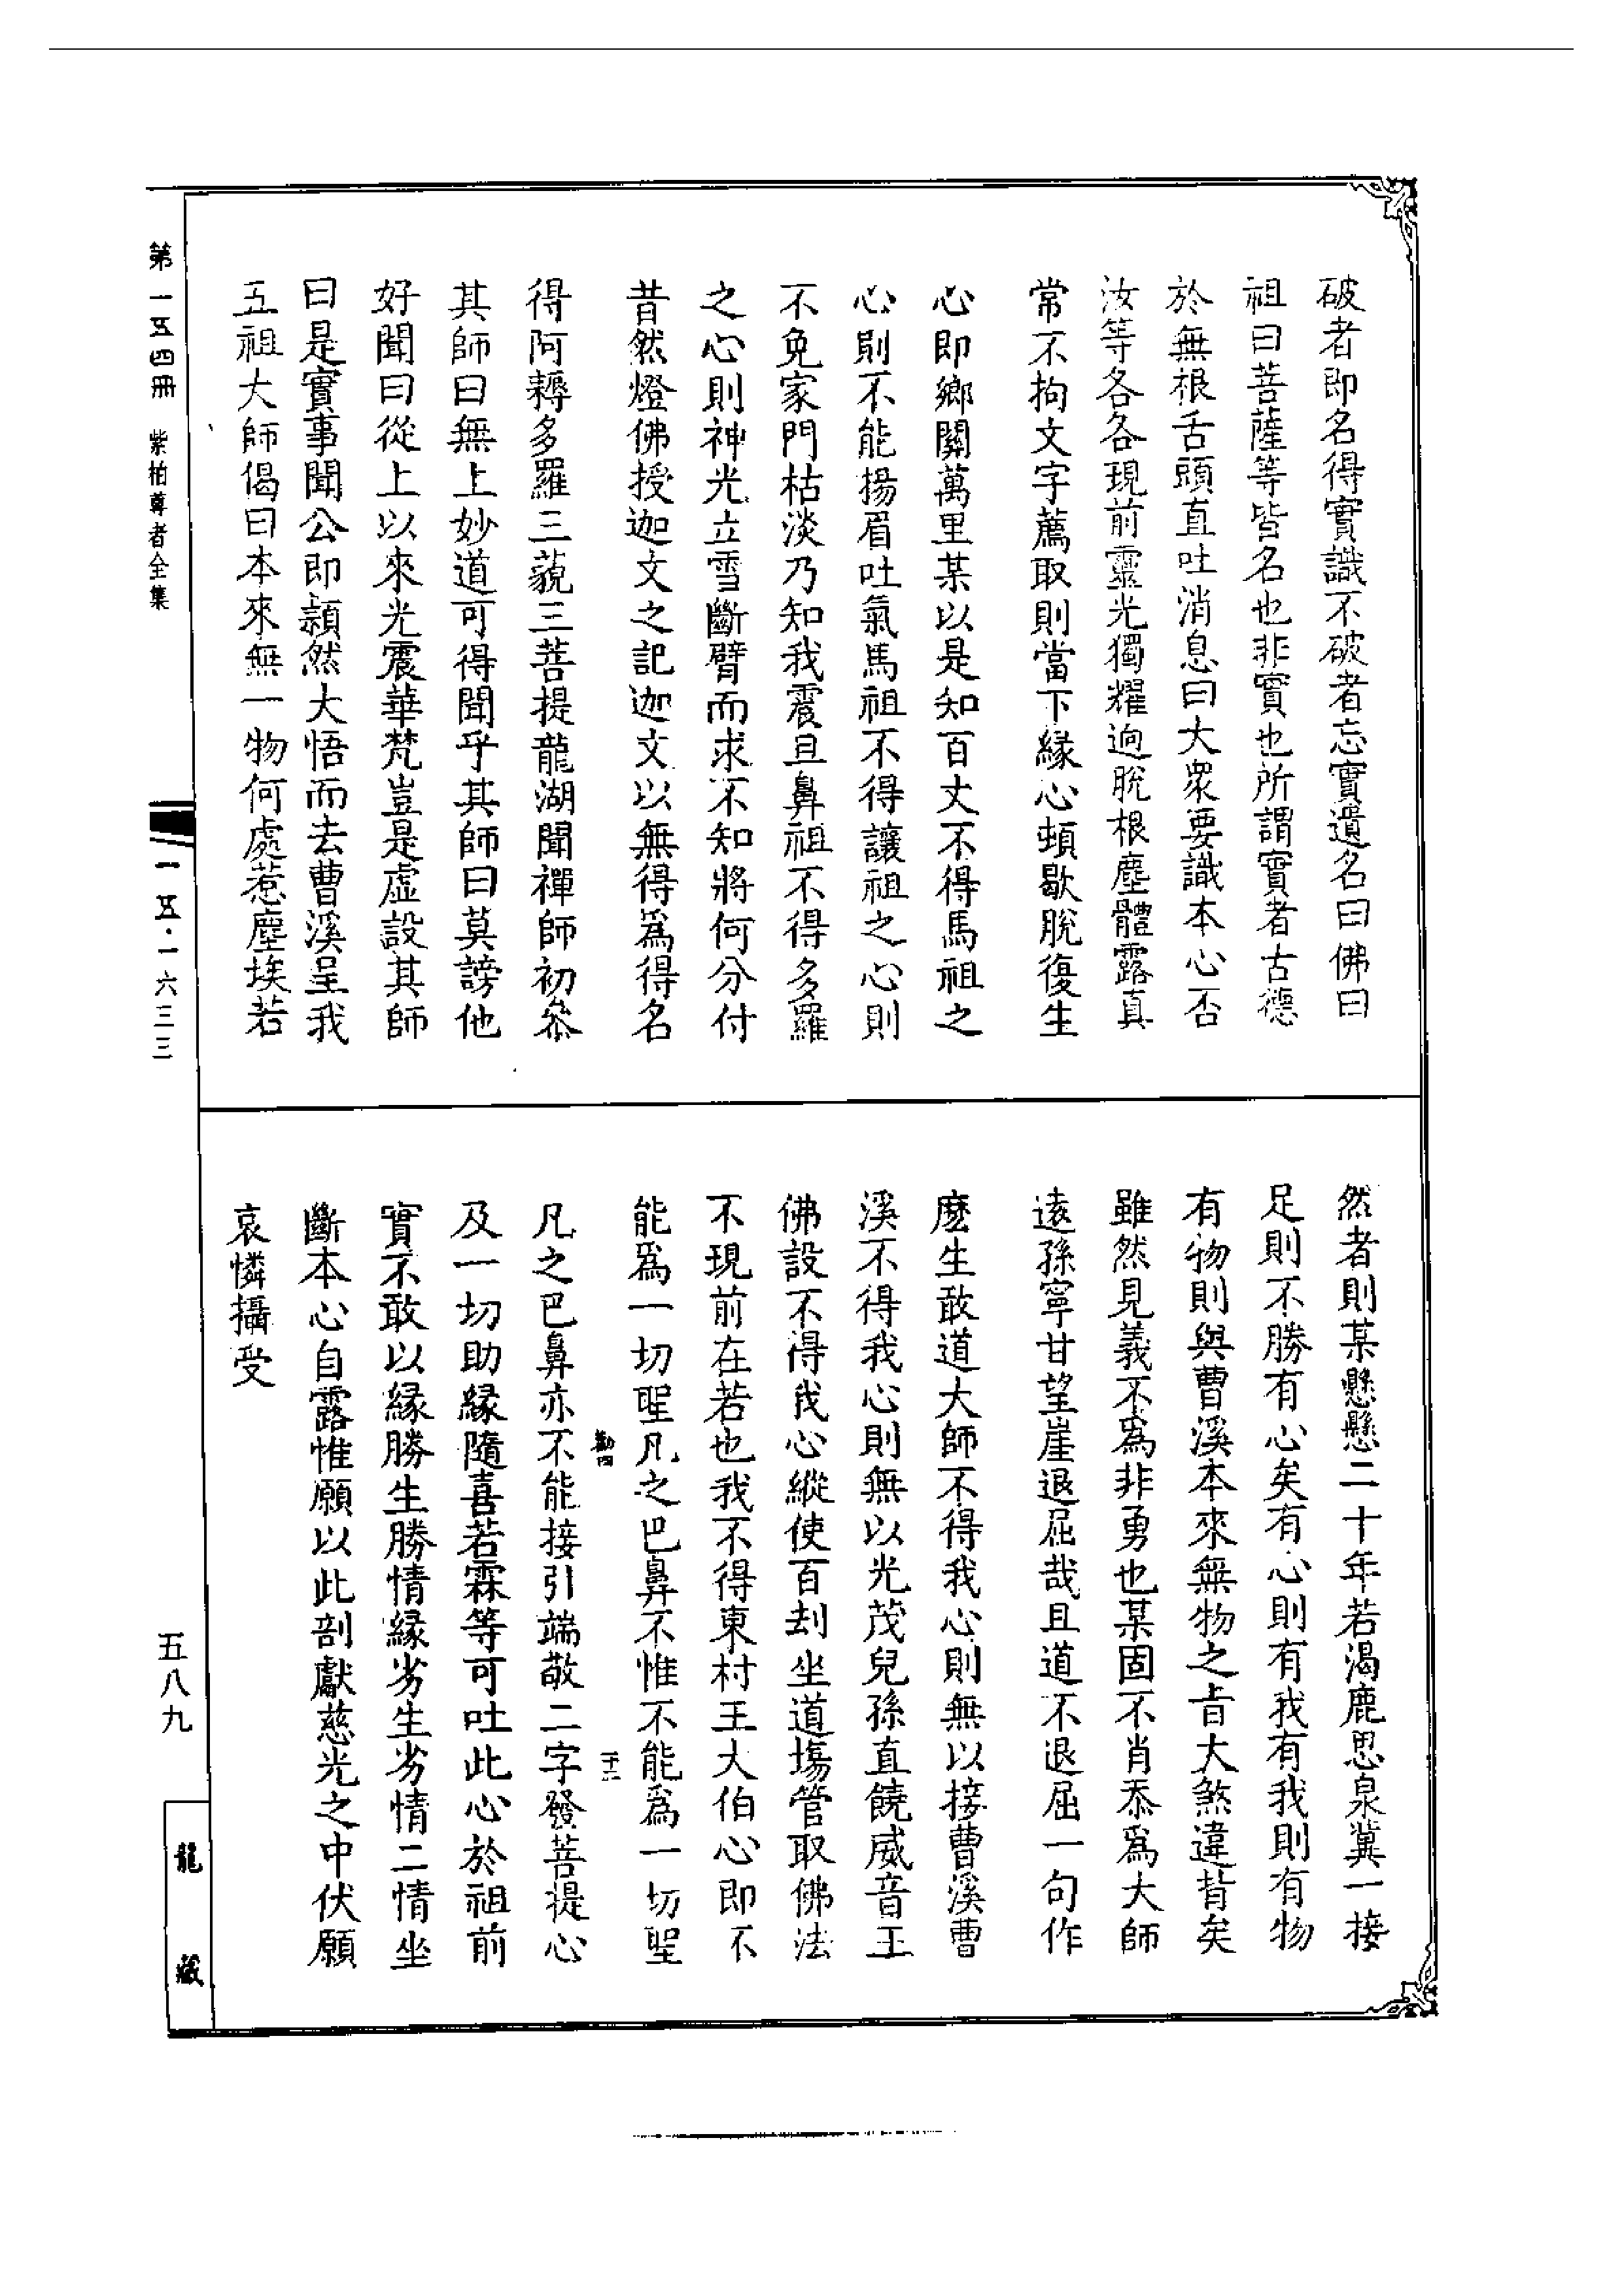 破者即名得實識不破者忘實遺名曰佛曰
祖曰菩薩等皆名也非實也所謂實者古德
於無根舌頭直吐消息曰大衆要識本心否
汝等各各現前靈光獨耀逈脫根塵體露真
常不拘文字薦取則當下緣心頓歇脫復生
心即鄉關萬里某以是知百丈不得馬祖之
心則不能揚眉吐氣馬祖不得讓祖之心則
不免家門枯淡乃知我震旦鼻祖不得多羅
之心則神光立雪斷臂而求不知將何分付
昔然燈佛授迦文之記迦文以無得爲得名
得阿耨多羅三藐三菩提龍湖聞禪師初叅
其師曰無上妙道可得聞乎其師曰莫謗他
好聞曰從上以來光震華梵豈是虛設其師
曰是實事聞公即頴然大悟而去曹溪呈我
五祖大師偈曰本來無一物何處惹塵埃若
然者則某懸懸二十年若渴鹿思泉冀一接
足則不勝有心矣有心則有我有我則有物
有物則與曹溪本來無物之旨大煞違背矣
雖然見義不爲非勇也某固不肖忝爲大師
遠孫寧甘望崖退屈哉且道不退屈一句作
麽生敢道大師不得我心則無以接曹溪曹
溪不得我心則無以光茂兒孫直饒威音王
佛設不得我心縱使百刦坐道塲管取佛法
不現前在若也我不得東村王大伯心即不
能爲一切聖凡之巴鼻不惟不能爲一切聖
勸四
二十二
凡之巴鼻亦不能接引端敬二字發菩提心
及一切助緣隨喜若霖等可吐此心於祖前
實不敢以緣勝生勝情緣劣生劣情二情坐
斷本心自露惟願以此剖獻慈光之中伏願
哀憐攝受
第一五四冊 紫柏尊者全集
一五·一六三三
五八九
龍藏